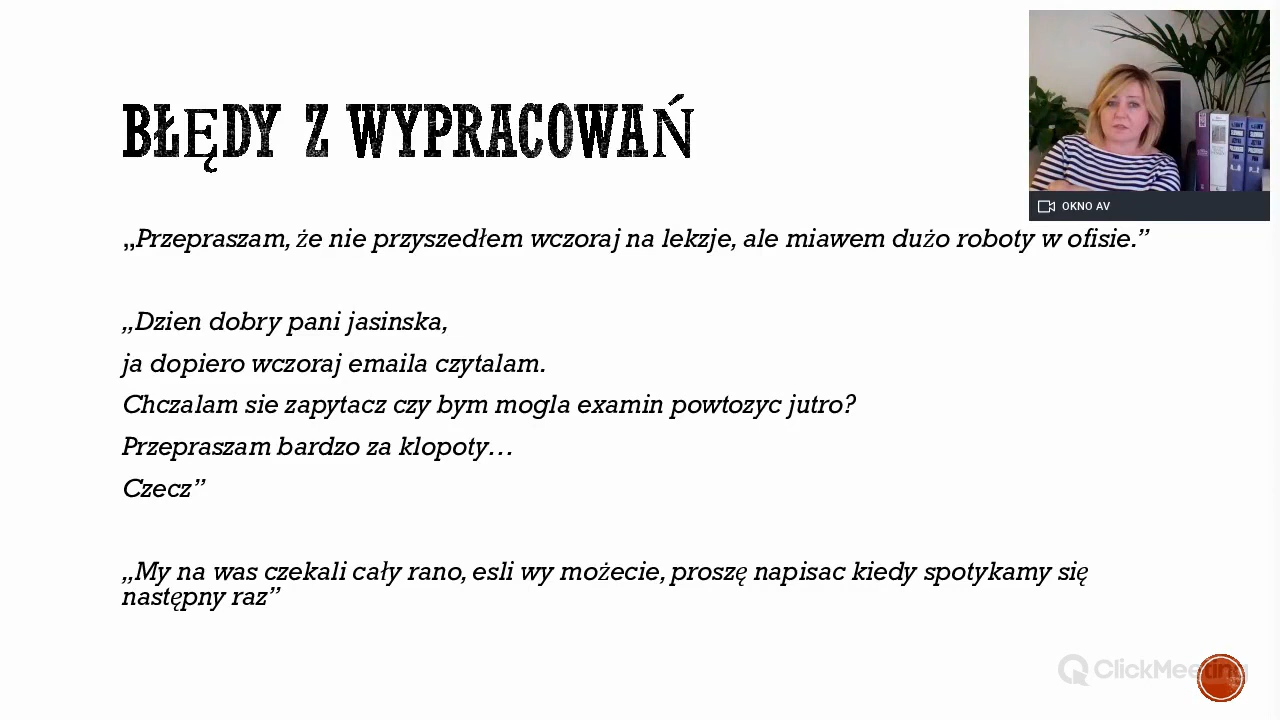 BŁĘDY Z WYPRACOWAŃ
OKNO AV
„Przepraszam, że nie przyszedłem wczoraj na lekzje, ale miawem dużo roboty w ofisie.”
„Dzien dobry pani jasinska,
ja dopiero wczoraj emaila czytalam.
Chczalam sie zapytacz czy bym mogla examin powtozyc jutro?
Przepraszam bardzo za klopoty…
Czecz”
„My na was czekali cały rano, esli wy możecie, proszę napisac kiedy spotykamy się
następny raz”
ClickMeeting